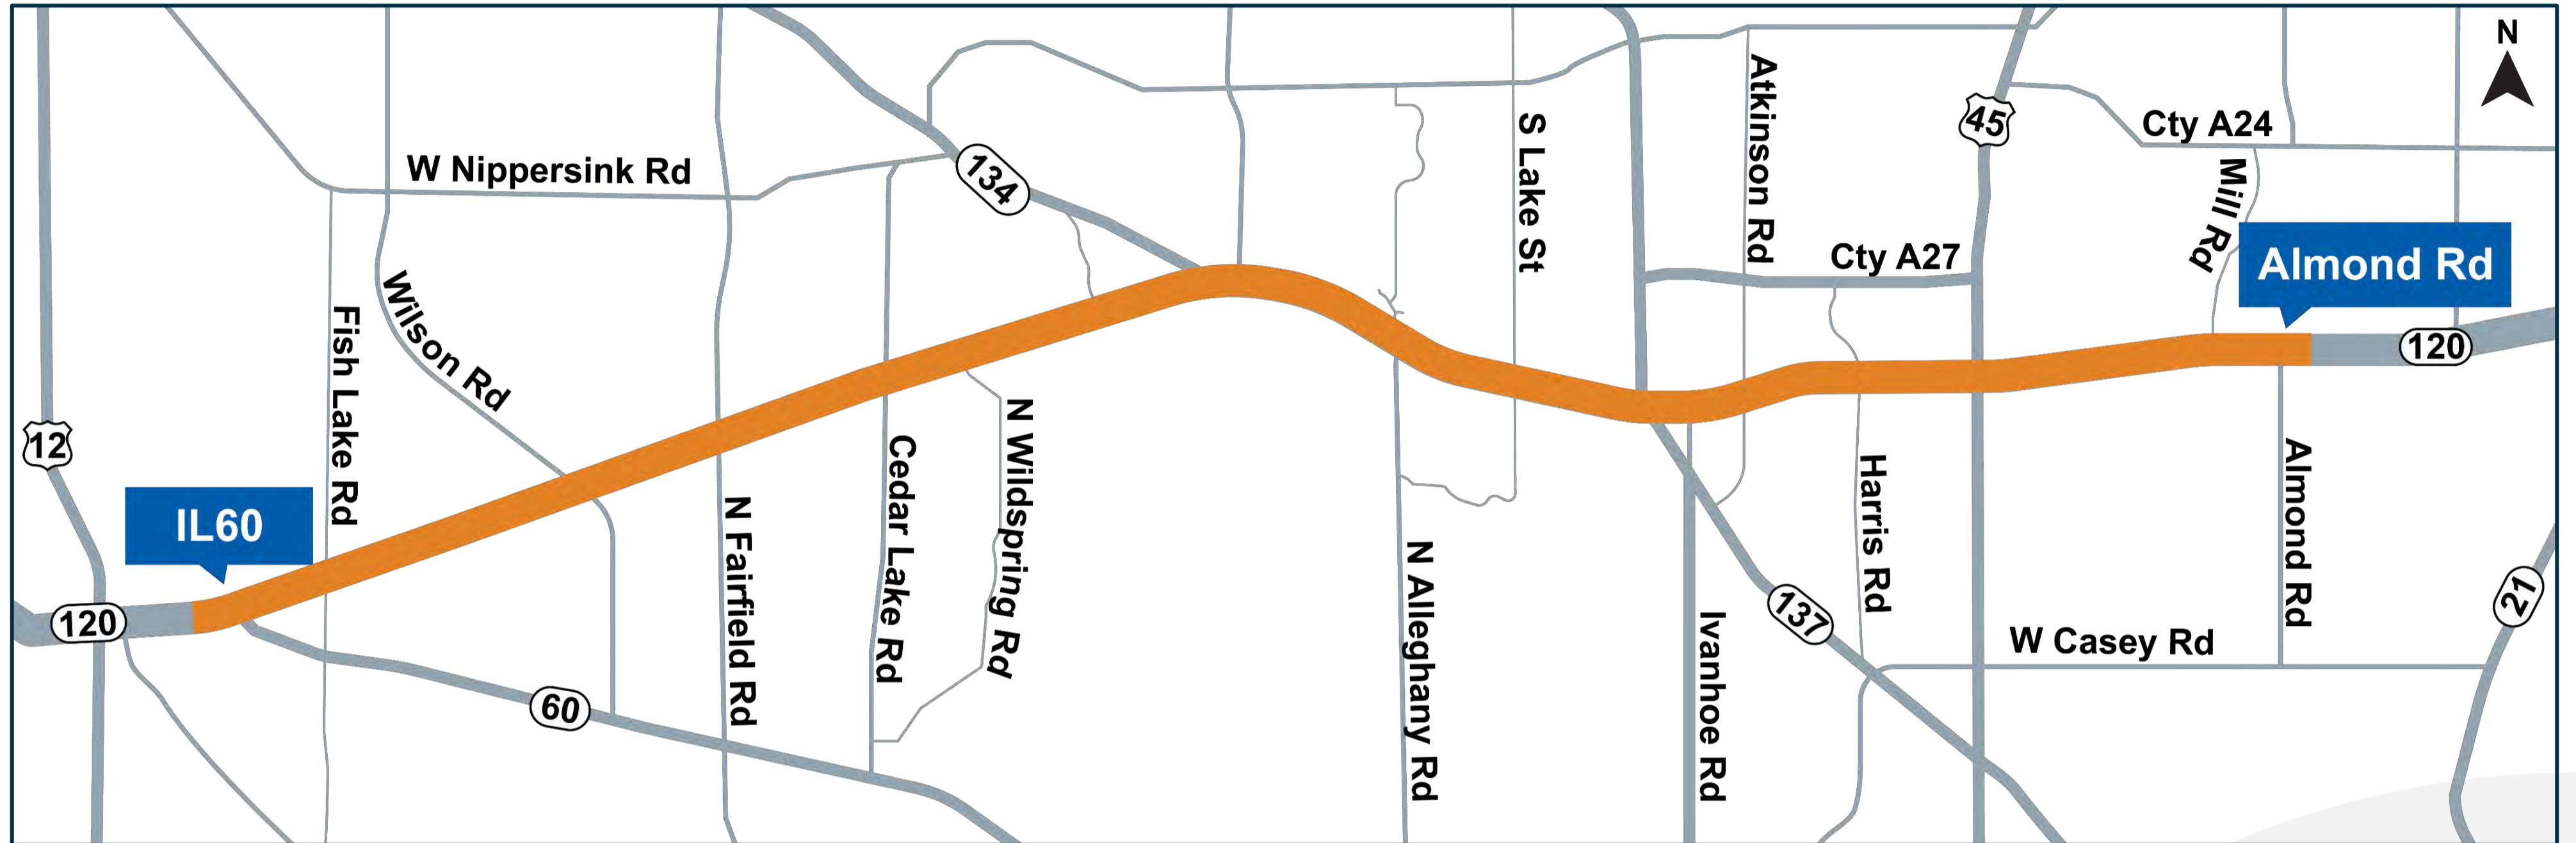 N
Atkinson Rd
45
Cty A24
S Lake St
W Nippersink Rd
134
Mill Rd
Cty A27
Almond Rd
Wilson Rd
Fish Lake Rd
120
N Wildspring Rd
12
Cedar Lake Rd
Almond Rd
Harris Rd
IL60
N Fairfield Rd
N Alleghany Rd
21
137
120
Ivanhoe Rd
W Casey Rd
60